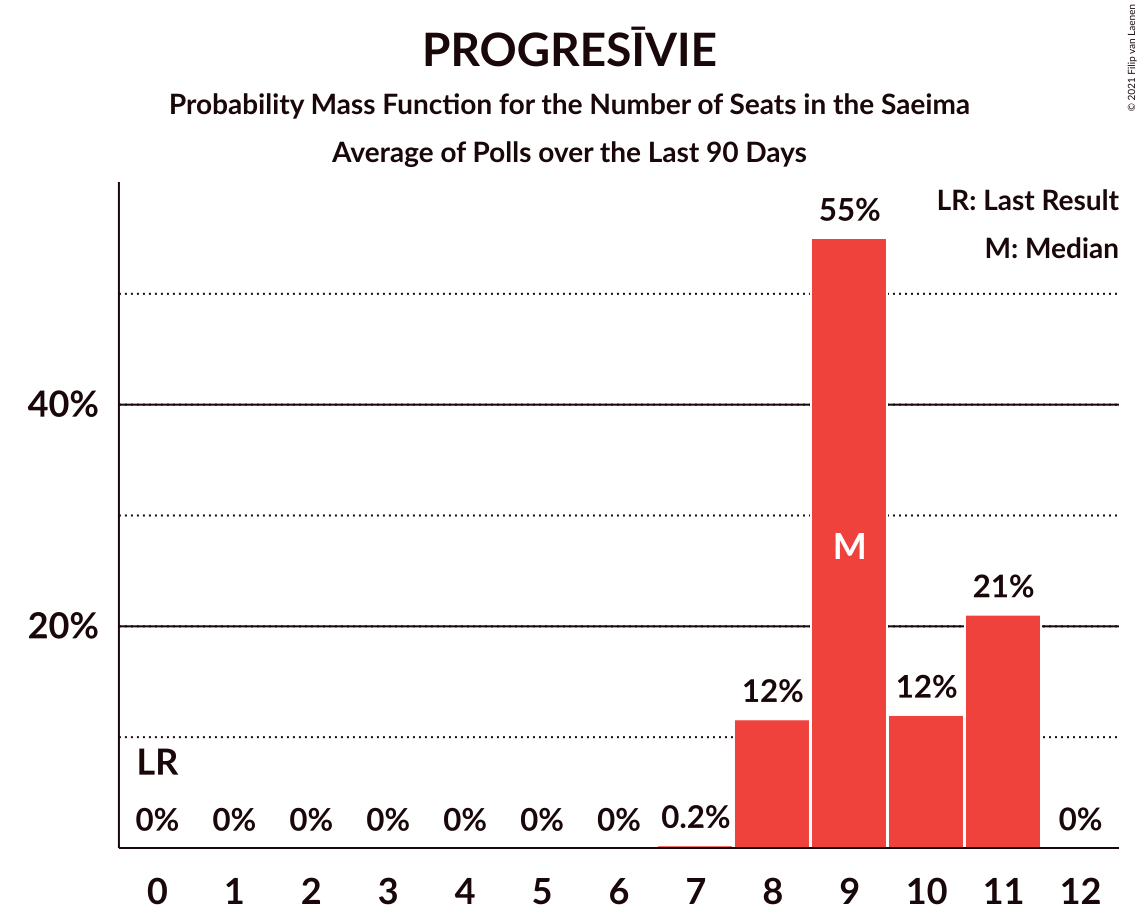 PROGRESĪVIE
Probability Mass Function for the Number of Seats in the Saeima
Average of Polls over the Last 90 Days
© 2021 Filip van Laenen
LR: Last Result
M: Median
55%
40%
M
21%
20%
12%
12%
LR
0%
0%
0%
0%
0%
0%
0%
0.2%
0%
0 1 2 3 4 5 6 7 8 9 10 11 12